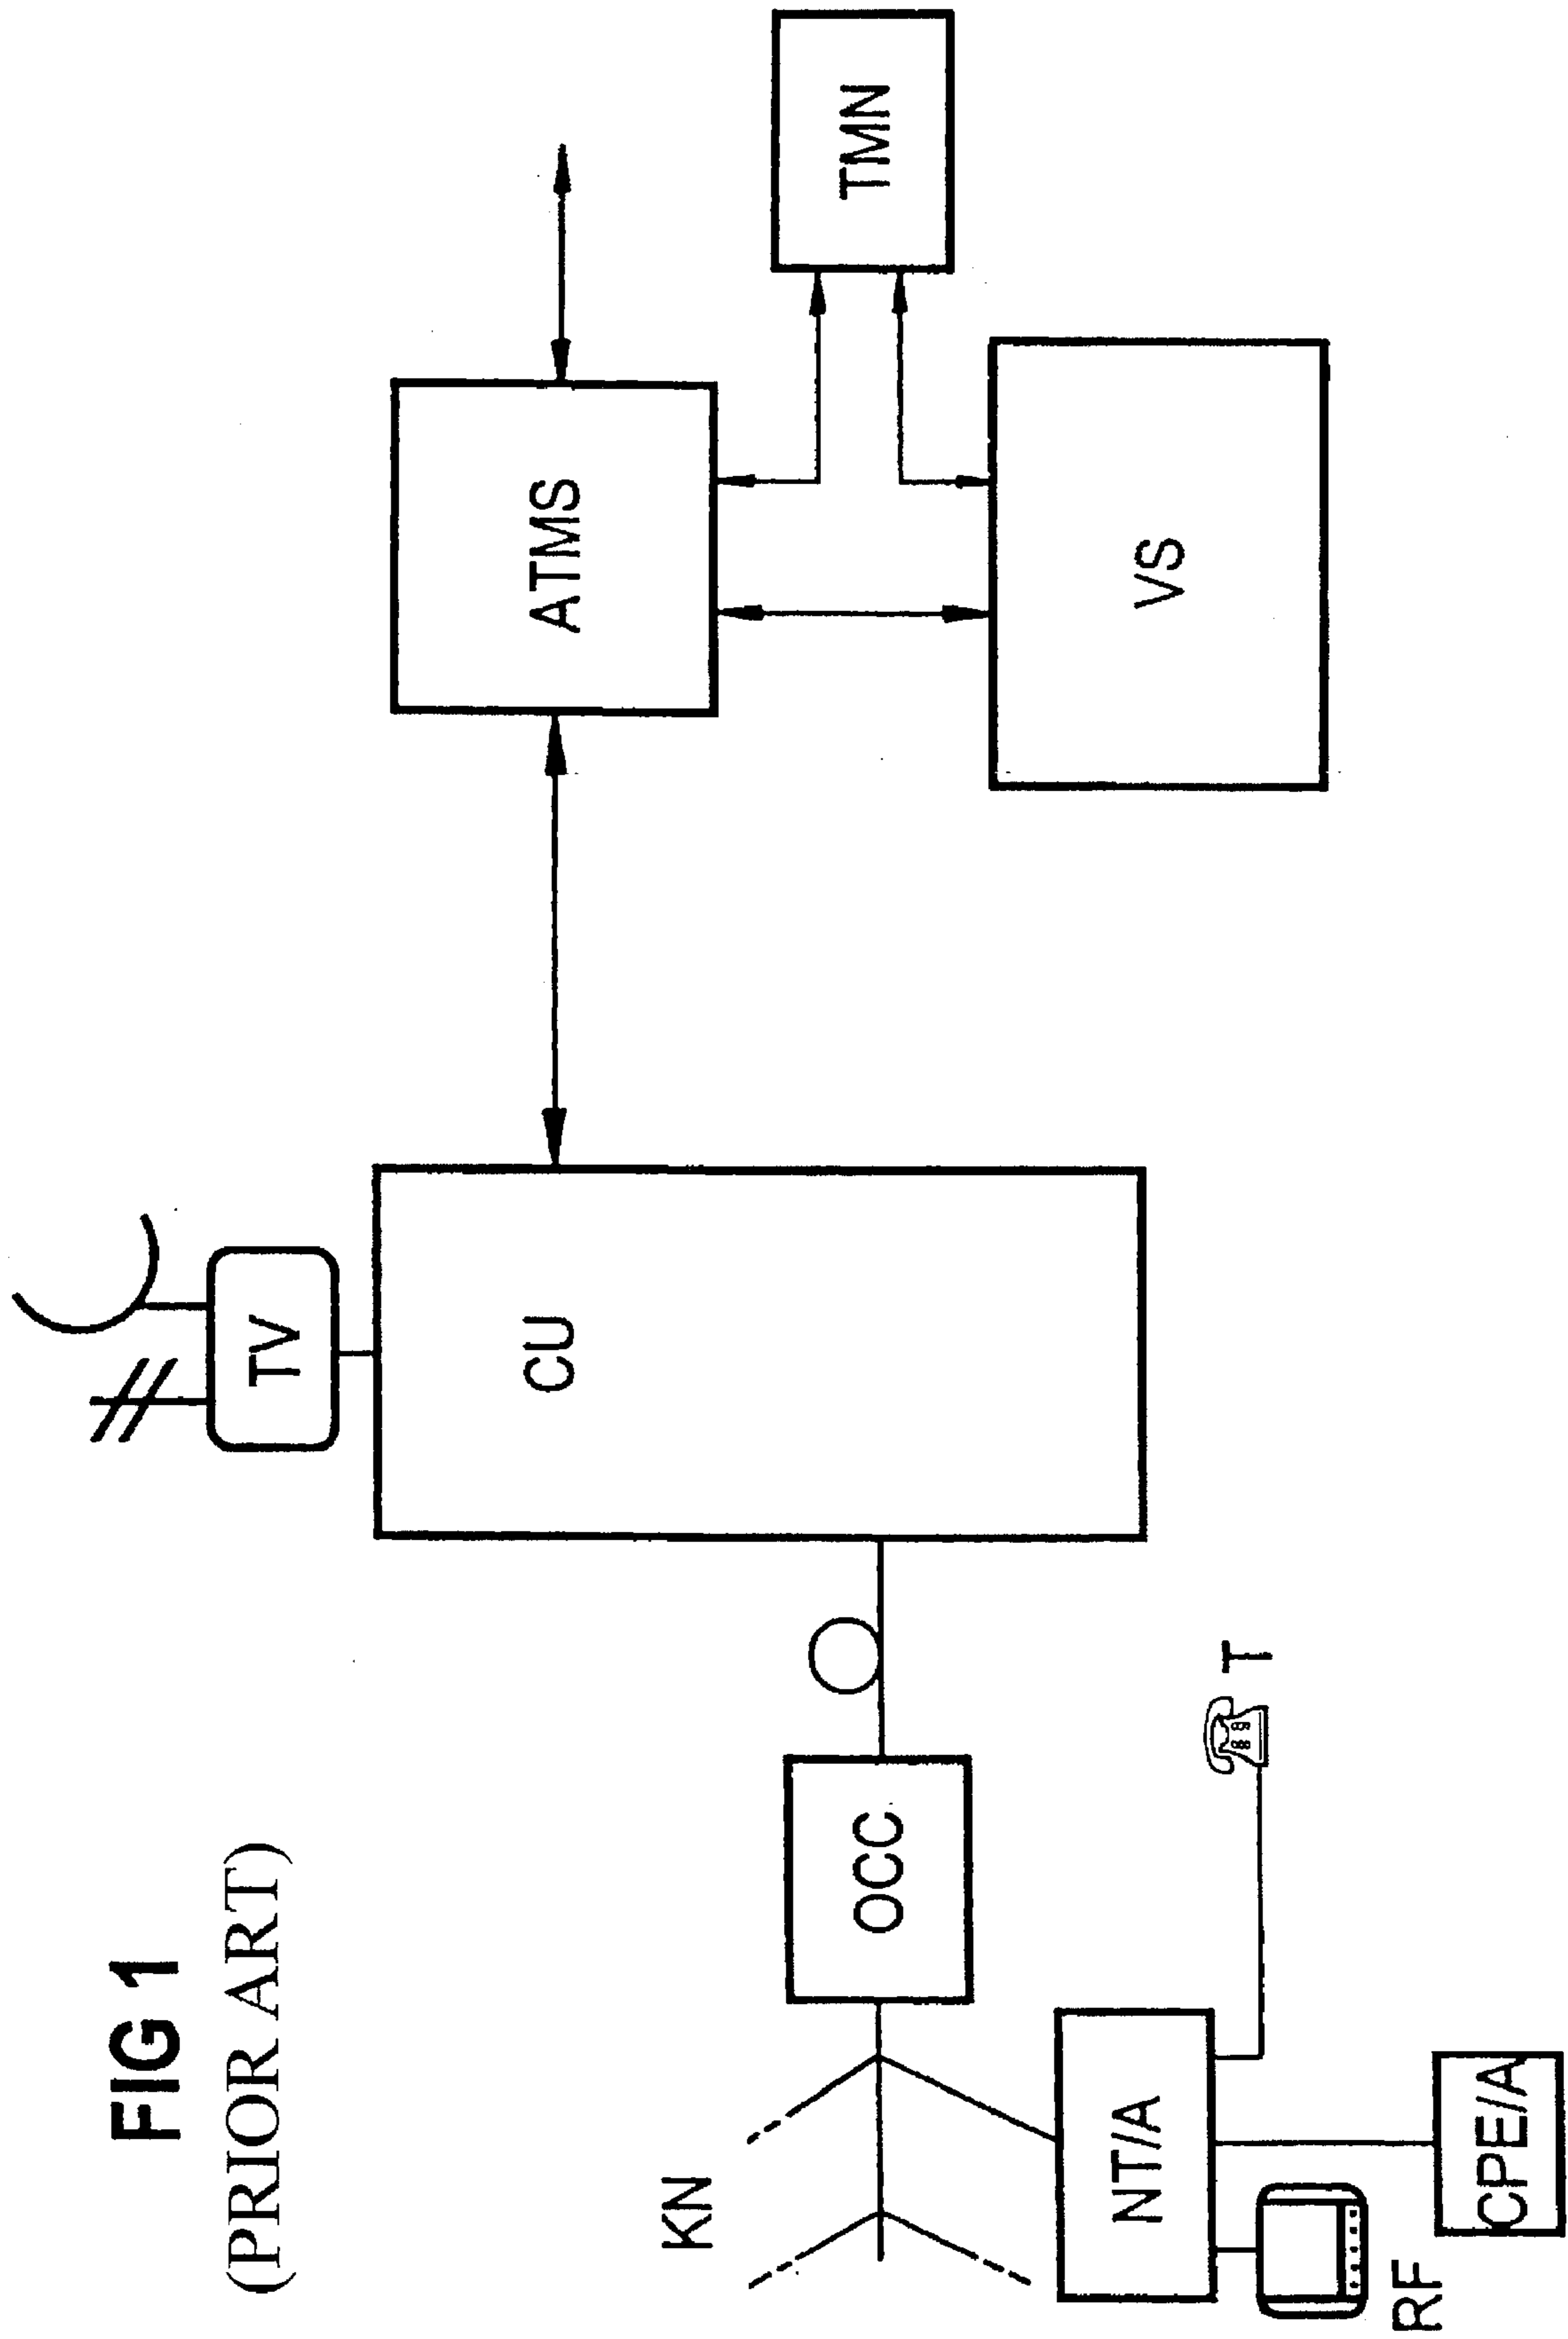 FIG 1
(PRIOR ART)
TV
CU
ATMS
TMN
VS
KN
OCC
NT/A
T
RF
CPE/A